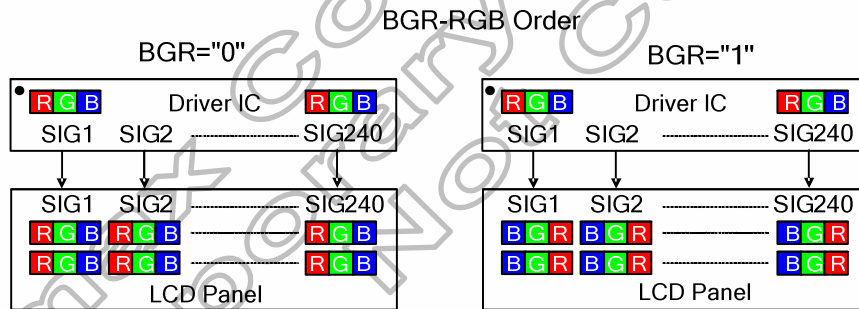 BGR-RGB Order
BGR="0"
BGR="1"
R G B Driver IC R G B
SIG1 SIG2 SIG240
SIG1 SIG2 SIG240
R G B R G B R G B
R G B R G B R G B
LCD Panel
R G B Driver IC R G B
SIG1 SIG2 SIG240
SIG1 SIG2 SIG240
B G R B G R B G R
B G R B G R B G R
LCD Panel